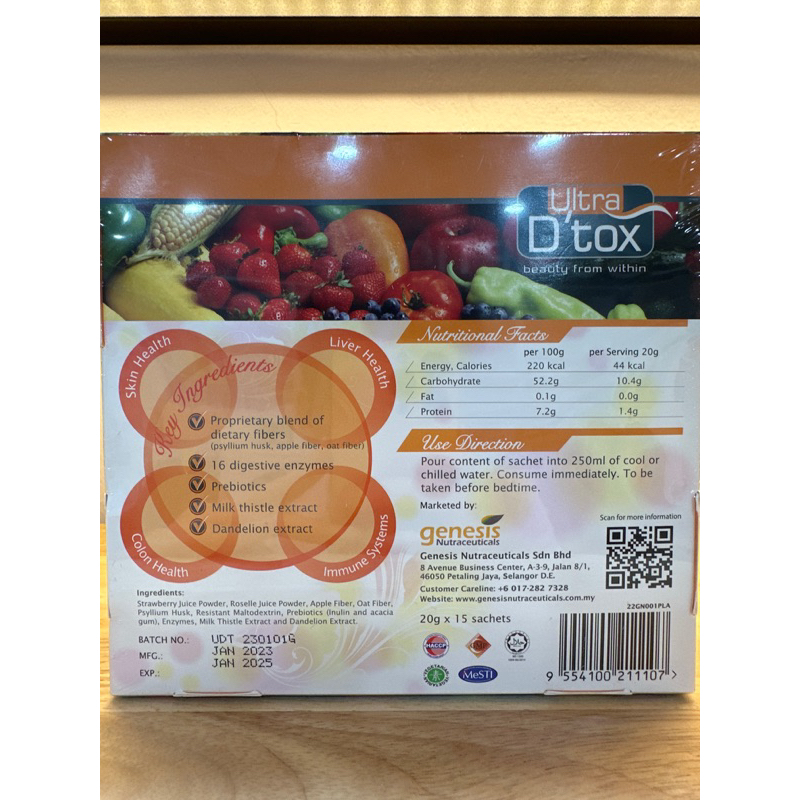 Ultra
D'tox
beauty from within
Skin Health
Liver Health
Key Ingredients
Proprietary blend of
dietary fibers
(psyllium husk, apple fiber, oat fiber)
16 digestive enzymes
Prebiotics
Milk thistle extract
Dandelion extract
Colon Health
Immune Systems
Ingredients:
Strawberry Juice Powder, Roselle Juice Powder, Apple Fiber, Oat Fiber,
Psyllium Husk, Resistant Maltodextrin, Prebiotics (Inulin and acacia
gum), Enzymes, Milk Thistle Extract and Dandelion Extract.
BATCH NO.: UDT 230101G
MFG.: JAN 2023
EXP.: JAN 2025
Nutritional Facts
per 100g per Serving 20g
Energy, Calories 220 kcal 44 kcal
Carbohydrate 52.2g 10.4g
Fat 0.1g 0.0g
Protein 7.2g 1.4g
Use Direction
Pour content of sachet into 250ml of cool or
chilled water. Consume immediately. To be
taken before bedtime.
Marketed by:
genesis
Nutraceuticals
Genesis Nutraceuticals Sdn Bhd
8 Avenue Business Center, A-3-9, Jalan 8/1,
46050 Petaling Jaya, Selangor D.E.
Customer Careline: +6 017-282 7328
Website: www.genesisnutraceuticals.com.my
20g x 15 sachets
HACCP
GMP
MeSTI
Scan for more information
22GN001PLA
9 554100 211107 >